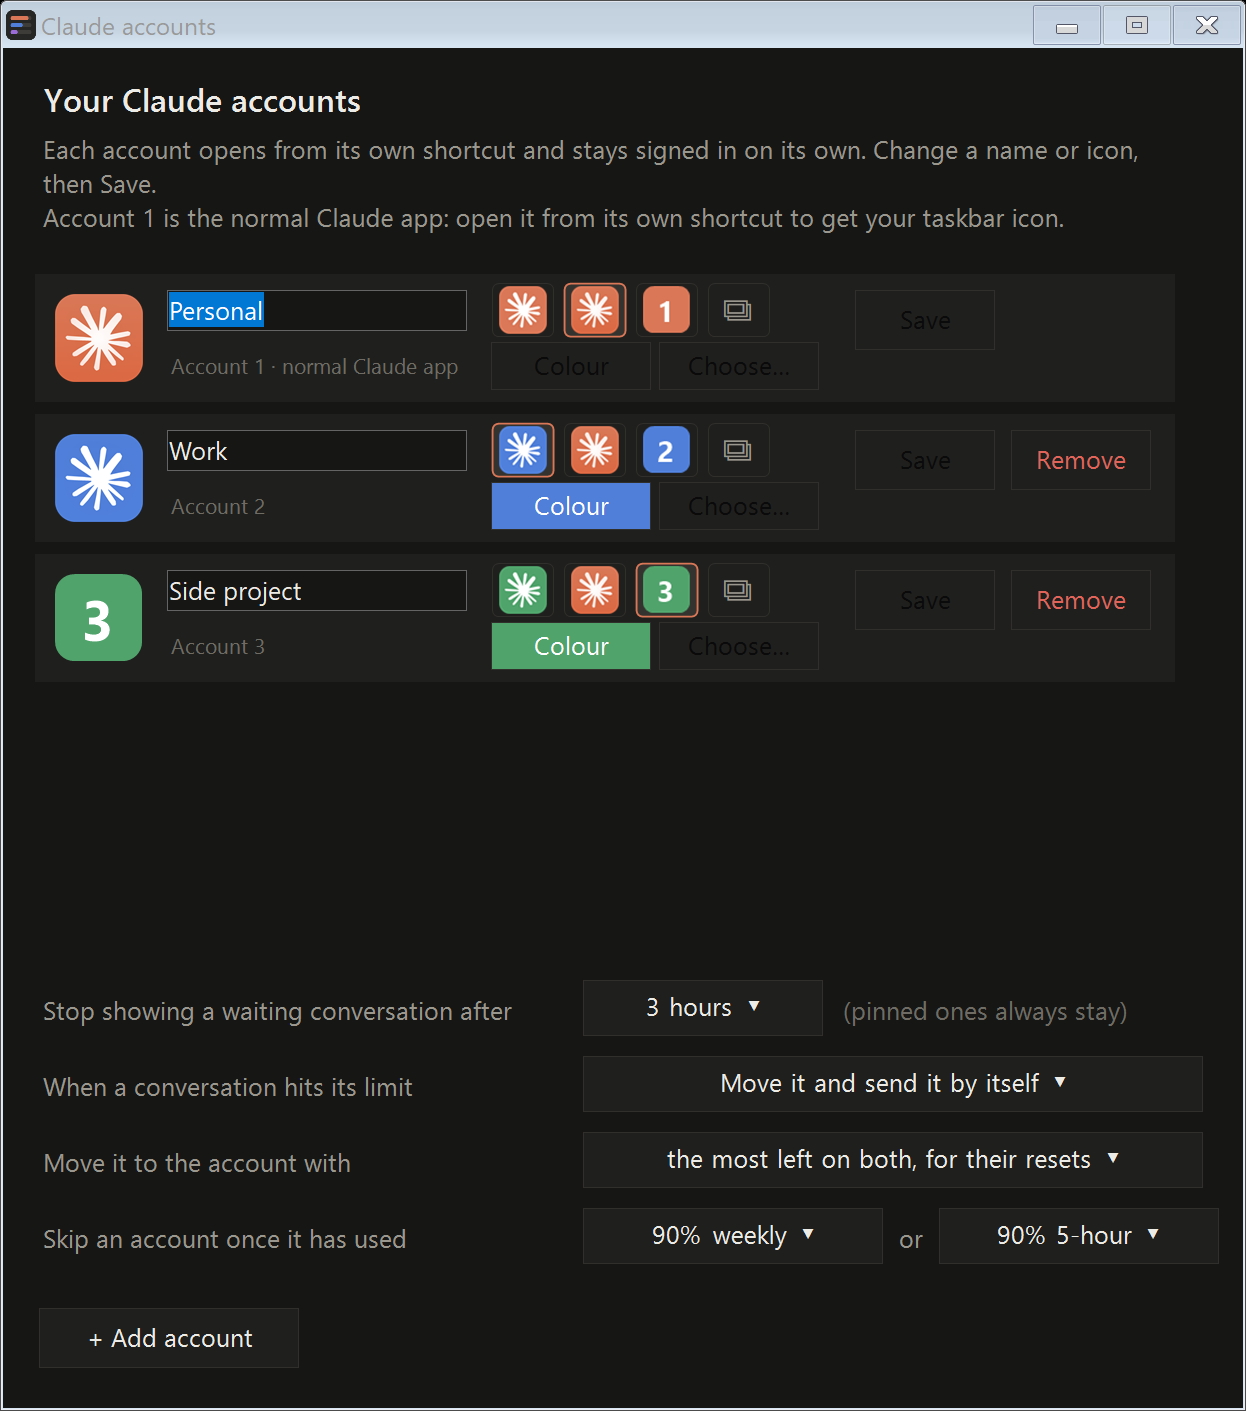 Claude accounts
Your Claude accounts
Each account opens from its own shortcut and stays signed in on its own. Change a name or icon,
then Save.
Account 1 is the normal Claude app: open it from its own shortcut to get your taskbar icon.
Personal
1
Save
Account 1 · normal Claude app
Colour
Choose...
Work
2
Save
Remove
Account 2
Colour
Choose...
3
Side project
3
Save
Remove
Account 3
Colour
Choose...
Stop showing a waiting conversation after
3 hours ▼
(pinned ones always stay)
When a conversation hits its limit
Move it and send it by itself ▼
Move it to the account with
the most left on both, for their resets ▼
Skip an account once it has used
90% weekly ▼
or
90% 5-hour ▼
+ Add account